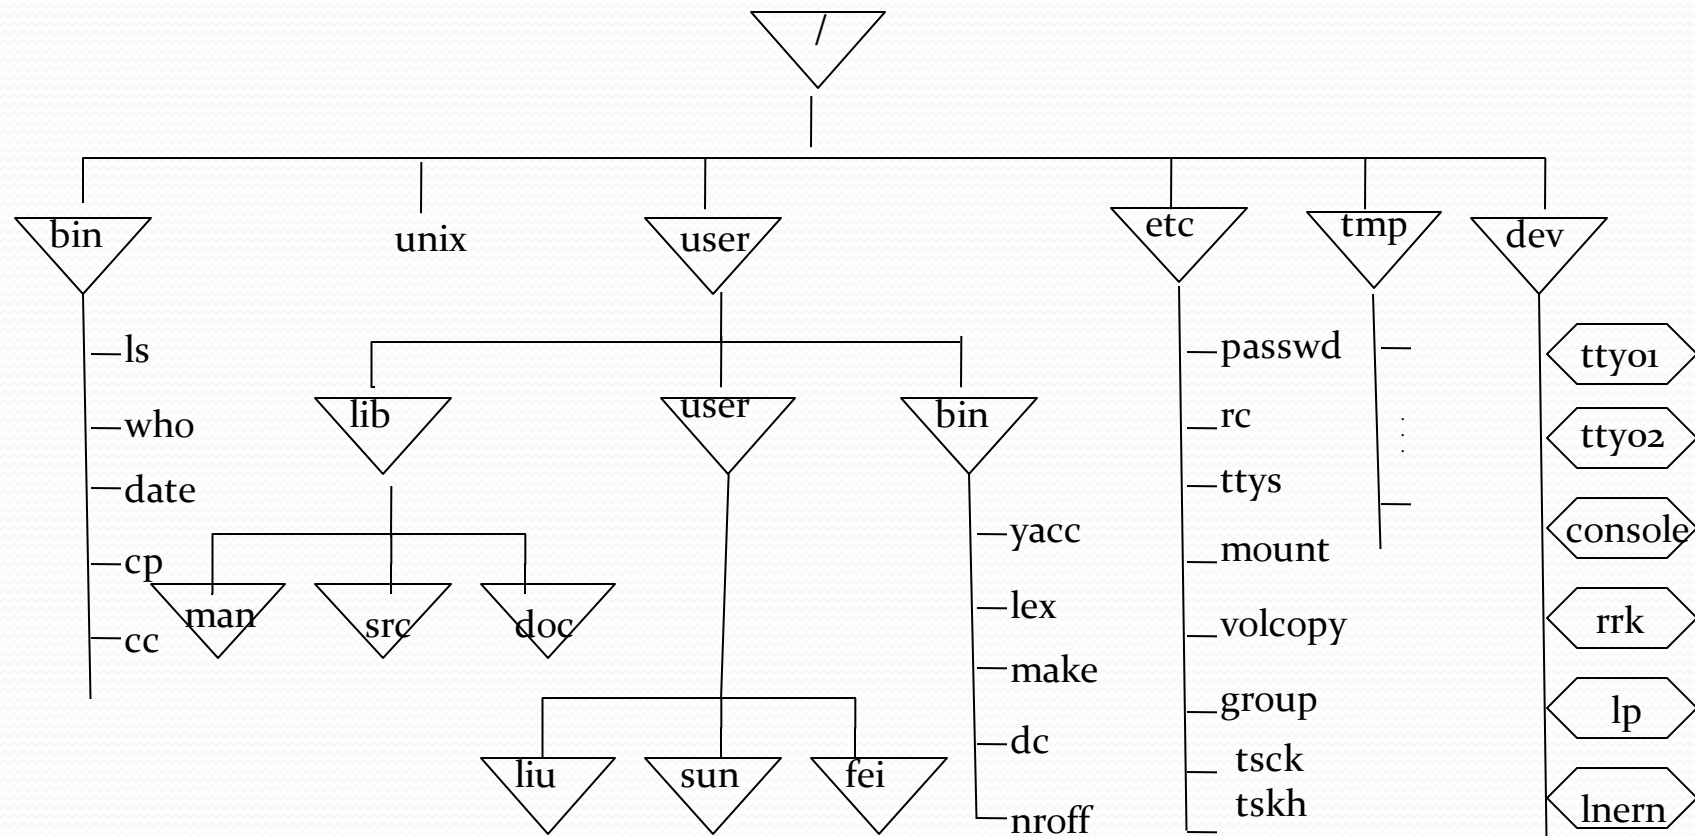 /
bin
unix
user
etc
tmp
dev
ls
who
date
cp
cc
lib
user
bin
man
src
doc
liu
sun
fei
yacc
lex
make
dc
nroff
passwd
rc
ttys
mount
volcopy
group
tsck
tskh
tty01
tty02
console
rrk
lp
lnern